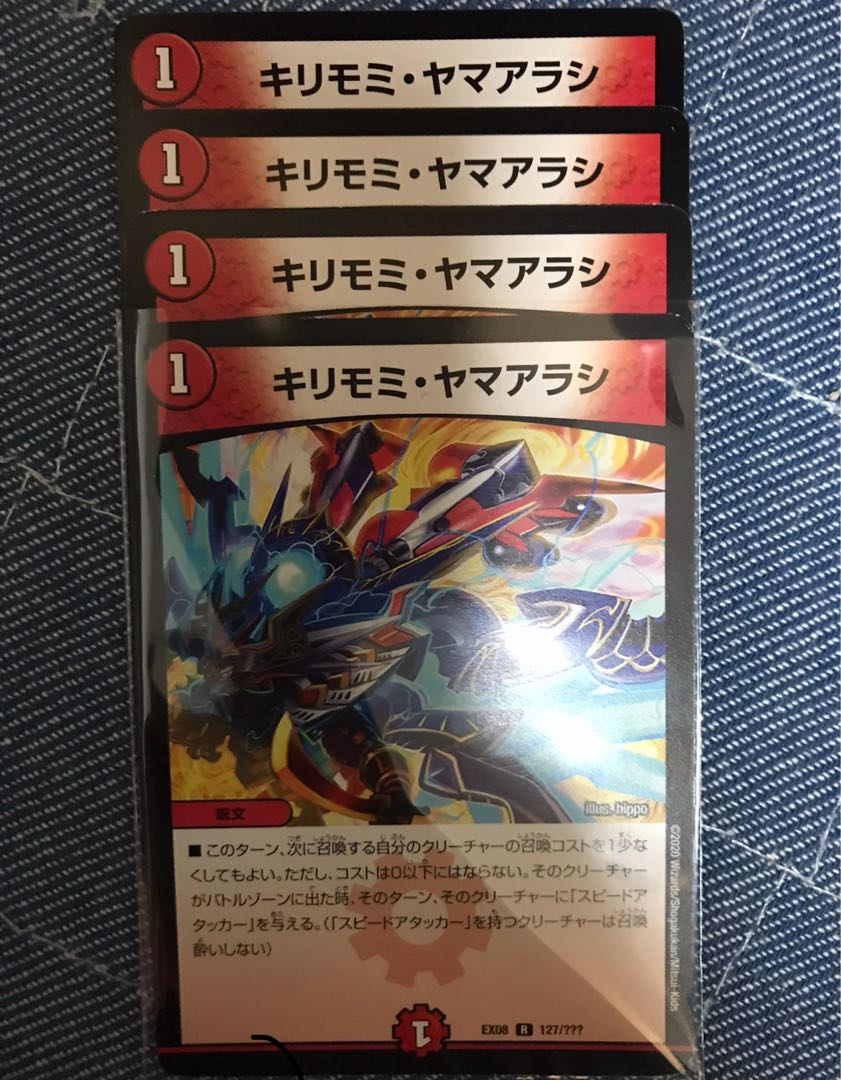 1 キリモミ・ヤマアラシ
1 キリモミ・ヤマアラシ
1 キリモミ・ヤマアラシ
1 キリモミ・ヤマアラシ
呪文
illus. hippo
■このターン、次に召喚する自分のクリーチャーの召喚コストを1少な
くしてもよい。ただし、コストは0以下にはならない。そのクリーチャー
がバトルゾーンに出た時、そのターン、そのクリーチャーに「スピードア
タッカー」を与える。(「スピードアタッカー」を持つクリーチャーは召喚
酔いしない)
©2020 Wizards/Shogakukan/Mitsui-Kids
1
EX08 R 127/???